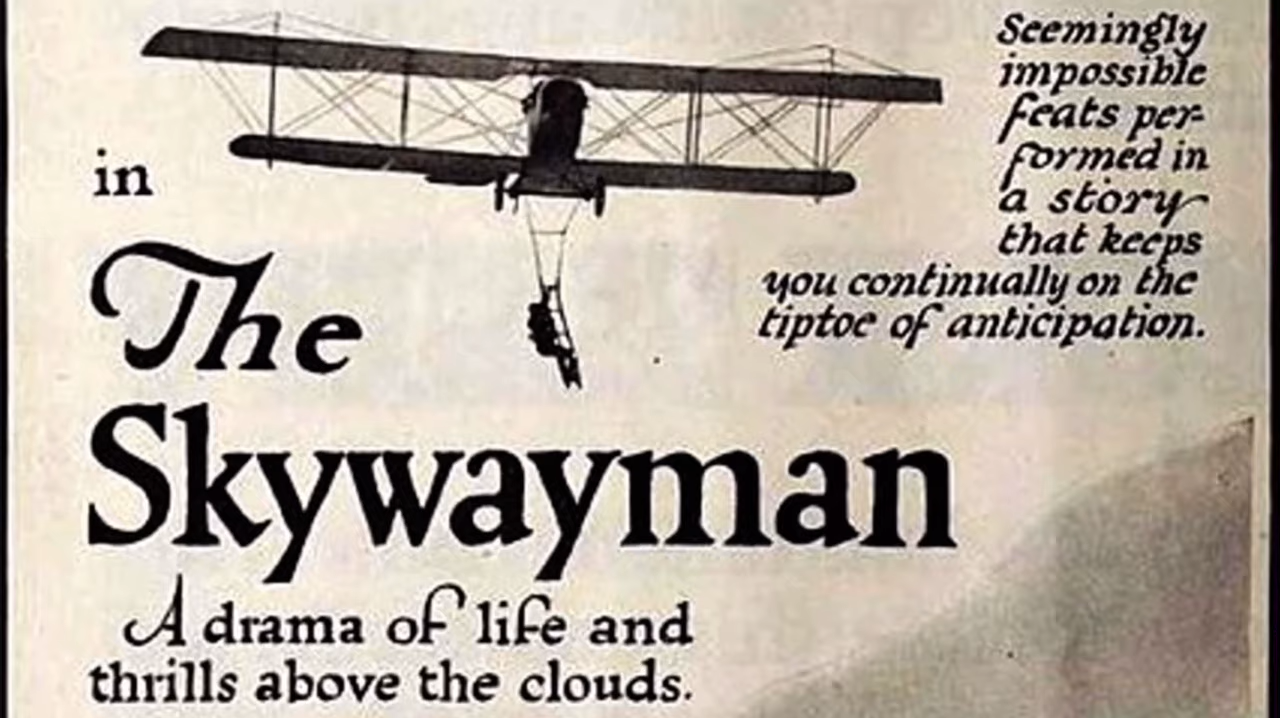 in
The
Skywayman
A drama of life and
thrills above the clouds.
Seemingly
impossible
feats per-
formed in
a story
that keeps
you continually on the
tiptoe of anticipation.